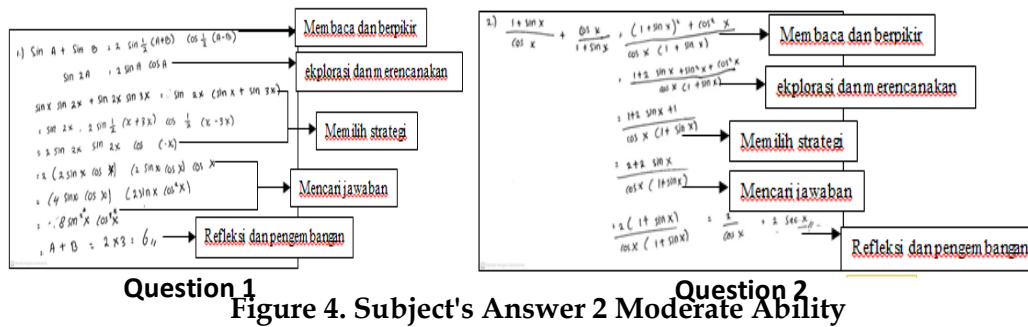 1.) Sin A + Sin B = 2 sin ½ (A+B) cos ½ (A-B)
Membaca dan berpikir
sin 2A = 2 sin A cos A
ekplorasi dan merencanakan
sin x sin 2x + sin 2x sin 3x = sin 2x (sin x + sin 3x)
= sin 2x . 2 sin ½ (x + 3x) cos ½ (x - 3x)
Memilih strategi
= 2 sin 2x sin 2x cos (-x)
= 2 (2 sin x cos x) (2 sin x cos x) cos x
Mencari jawaban
= (4 sin x cos x) (2 sin x cos² x)
= 8 sin² x cos³ x
= A + B = 2 x 3 = 6
Refleksi dan pengembangan
Question 1
2.) (1 + sin x)/(cos x) + (cos x)/(1 + sin x) = ((1 + sin x)² + cos² x)/(cos x (1 + sin x))
Membaca dan berpikir
= (1+2 sin x + sin² x + cos² x)/(cos x (1 + sin x))
ekplorasi dan merencanakan
= (1+2 sin x + 1)/(cos x (1 + sin x))
Memilih strategi
= (2+2 sin x)/(cos x (1 + sin x))
Mencari jawaban
= (2 (1 + sin x))/(cos x (1 + sin x)) = 2/(cos x) = 2 sec x
Refleksi dan pengembangan
Question 2
Figure 4. Subject's Answer 2 Moderate Ability